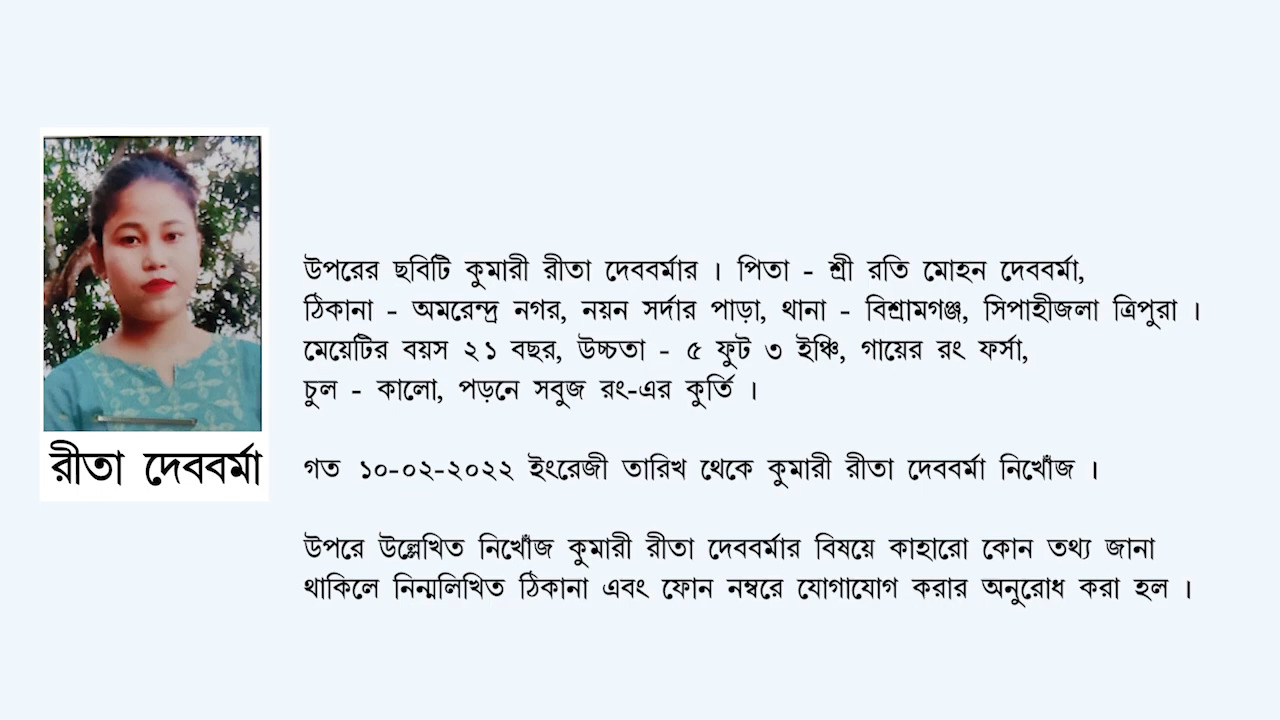 রীতা দেববর্মা
উপরের ছবিটি কুমারী রীতা দেববর্মার । পিতা - শ্রী রতি মোহন দেববর্মা,
ঠিকানা - অমরেন্দ্র নগর, নয়ন সর্দার পাড়া, থানা - বিশ্রামগঞ্জ, সিপাহীজলা ত্রিপুরা ।
মেয়েটির বয়স ২১ বছর, উচ্চতা - ৫ ফুট ৩ ইঞ্চি, গায়ের রং ফর্সা,
চুল - কালো, পড়নে সবুজ রং-এর কুর্তি ।
গত ১০-০২-২০২২ ইংরেজী তারিখ থেকে কুমারী রীতা দেববর্মা নিখোঁজ ।
উপরে উল্লেখিত নিখোঁজ কুমারী রীতা দেববর্মার বিষয়ে কাহারো কোন তথ্য জানা
থাকিলে নিন্মলিখিত ঠিকানা এবং ফোন নম্বরে যোগাযোগ করার অনুরোধ করা হল ।